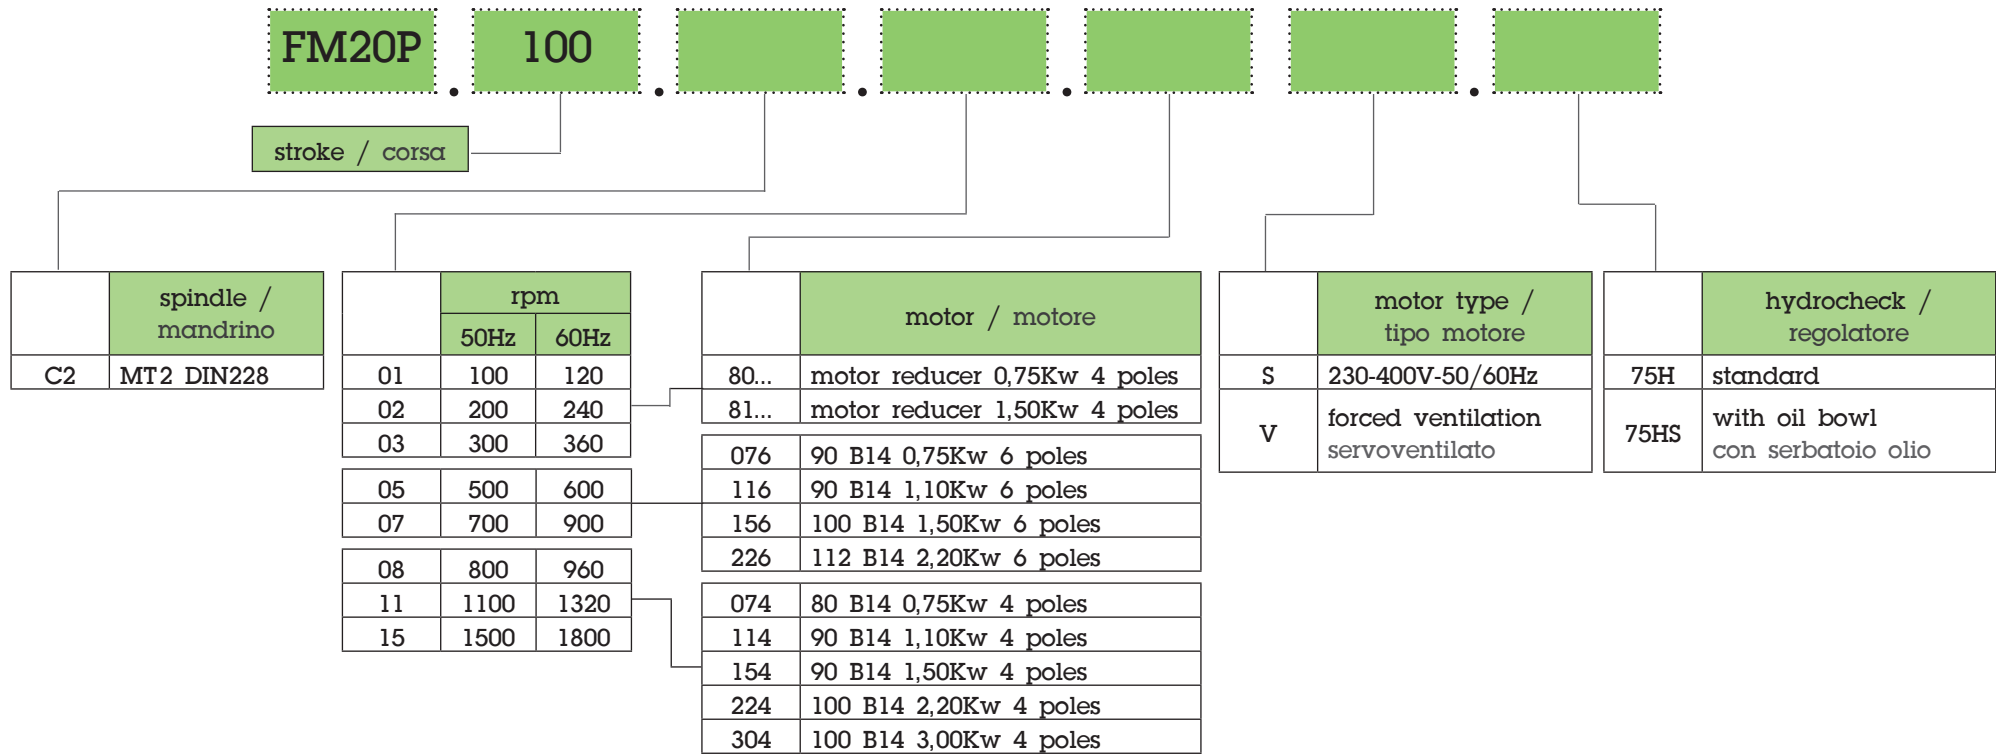 FM20P . 100 . . . .
stroke / corsa
spindle /
mandrino
C2 MT2 DIN228
rpm
50Hz 60Hz
01 100 120
02 200 240
03 300 360
05 500 600
07 700 900
08 800 960
11 1100 1320
15 1500 1800
motor / motore
80... motor reducer 0,75Kw 4 poles
81... motor reducer 1,50Kw 4 poles
076 90 B14 0,75Kw 6 poles
116 90 B14 1,10Kw 6 poles
156 100 B14 1,50Kw 6 poles
226 112 B14 2,20Kw 6 poles
074 80 B14 0,75Kw 4 poles
114 90 B14 1,10Kw 4 poles
154 90 B14 1,50Kw 4 poles
224 100 B14 2,20Kw 4 poles
304 100 B14 3,00Kw 4 poles
motor type /
tipo motore
S 230-400V-50/60Hz
V forced ventilation
servoventilato
hydrocheck /
regolatore
75H standard
75HS with oil bowl
con serbatoio olio